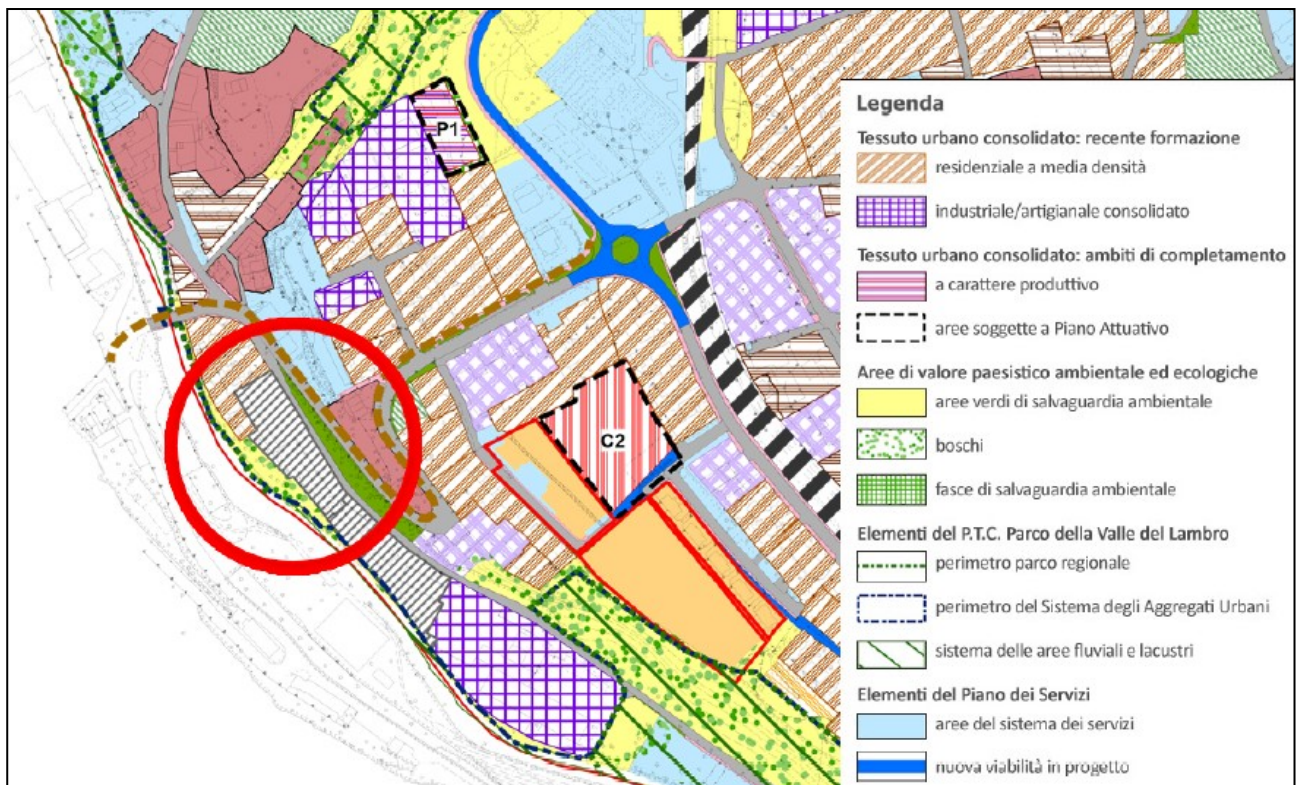 P1
C2
Legenda
Tessuto urbano consolidato: recente formazione
residenziale a media densità
industriale/artigianale consolidato
Tessuto urbano consolidato: ambiti di completamento
a carattere produttivo
aree soggette a Piano Attuativo
Aree di valore paesistico ambientale ed ecologiche
aree verdi di salvaguardia ambientale
boschi
fasce di salvaguardia ambientale
Elementi del P.T.C. Parco della Valle del Lambro
perimetro parco regionale
perimetro del Sistema degli Aggregati Urbani
sistema delle aree fluviali e lacustri
Elementi del Piano dei Servizi
aree del sistema dei servizi
nuova viabilità in progetto